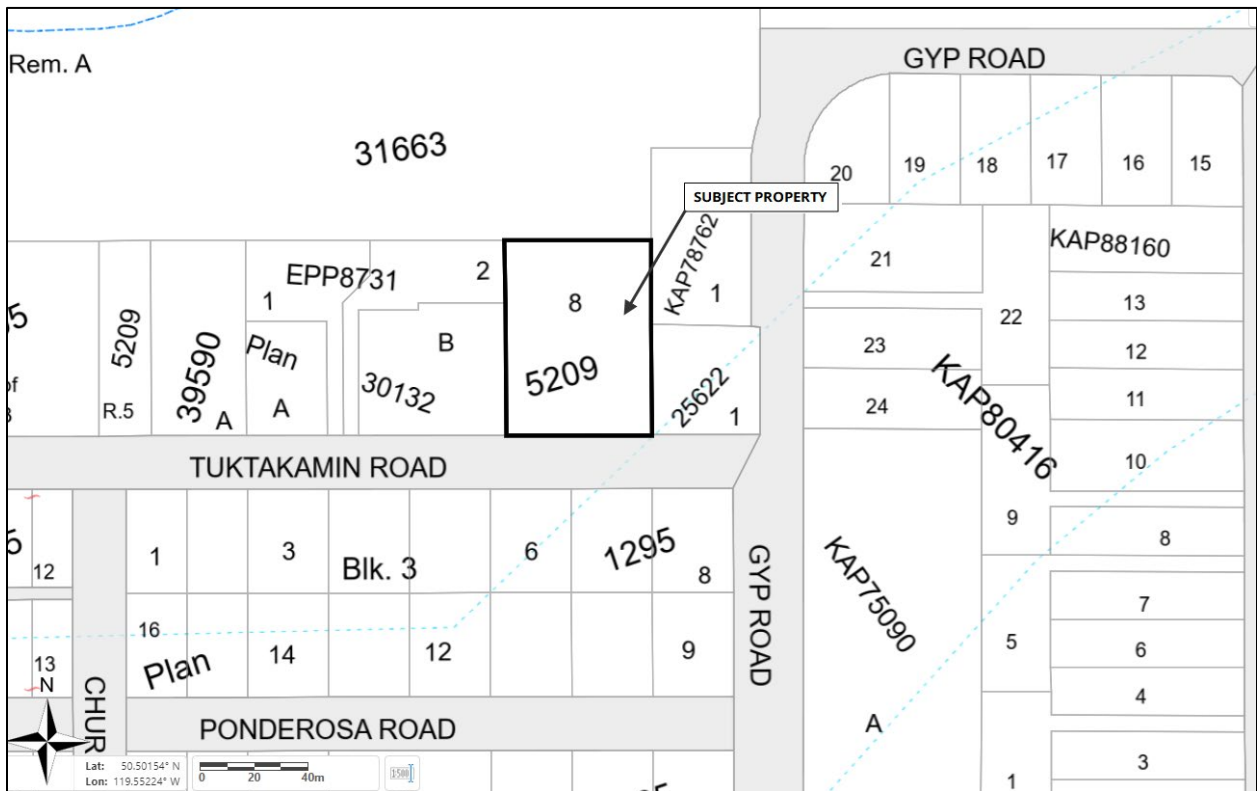 GYP ROAD
Rem. A
31663
20
19
18
17
16
15
SUBJECT PROPERTY
KAP78762
1
KAP88160
21
22
13
EPP8731
1
2
8
5209
5209
R.5
39590
A
Plan
A
B
30132
25622
1
23
24
12
11
10
KAP80416
TUKTAKAMIN ROAD
1
3
Blk. 3
6
1295
8
12
9
8
GYP ROAD
KAP75090
7
16
Plan
14
12
9
5
6
4
13
N
CHUR
PONDEROSA ROAD
A
3
1
Lat: 50.50154° N
Lon: 119.55224° W
0 20 40m